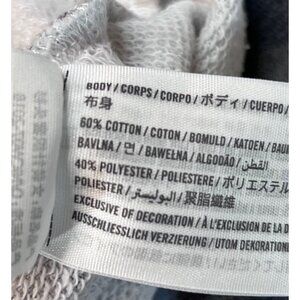 BODY / CORPS / CORPO / ボディ / CUERPO /
布身
60% COTTON / COTON / BOMULD / KATOEN / BAU
BAVLNA / 면 / BAWEŁNA / ALGODÃO / القطن /
40% POLYESTER / POLIESTERE / ポリエステル
POLIESTER / البوليستر / 聚脂纖維
EXCLUSIVE OF DECORATION / À L'EXCLUSION DE LA D
AUSSCHLIESSLICH VERZIERUNG / UTOM DEKORATION